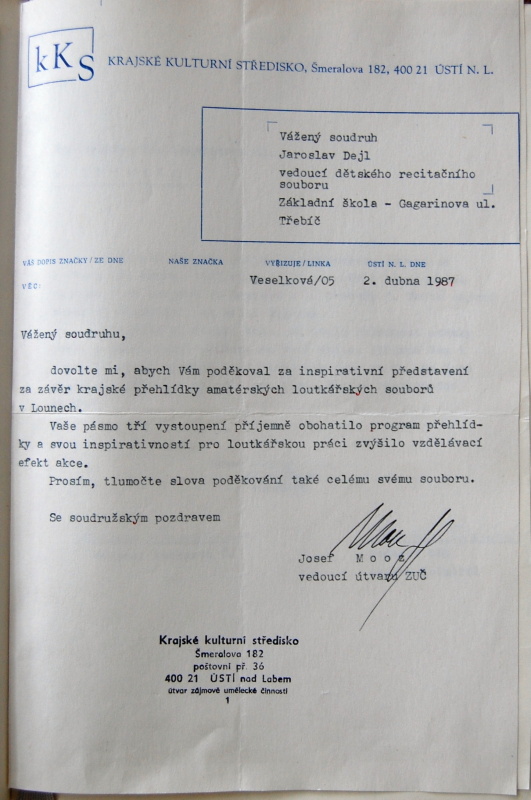 kKS
KRAJSKÉ KULTURNÍ STŘEDISKO, Šmeralova 182, 400 21 ÚSTÍ N. L.
Vážený soudruh
Jaroslav Dejl
vedoucí dětského recitačního
souboru
Základní škola - Gagarinova ul.
Třebíč
VÁŠ DOPIS ZNAČKY/ZE DNE NAŠE ZNAČKA VYŘIZUJE/LINKA ÚSTÍ N. L. DNE
Veselková/05 2. dubna 1987
VĚC:
Vážený soudruhu,
dovolte mi, abych Vám poděkoval za inspirativní představení
za závěr krajské přehlídky amatérských loutkářských souborů
v Lounech.
Vaše pásmo tří vystoupení příjemně obohatilo program přehlíd-
ky a svou inspirativností pro loutkářskou práci zvýšilo vzdělávací
efekt akce.
Prosím, tlumočte slova poděkování také celému svému souboru.
Se soudružským pozdravem
Josef Mooz
vedoucí útvaru ZUČ
Krajské kulturní středisko
Šmeralova 182
poštovní př. 36
400 21 ÚSTÍ nad Labem
útvar zájmově umělecké činnosti
1